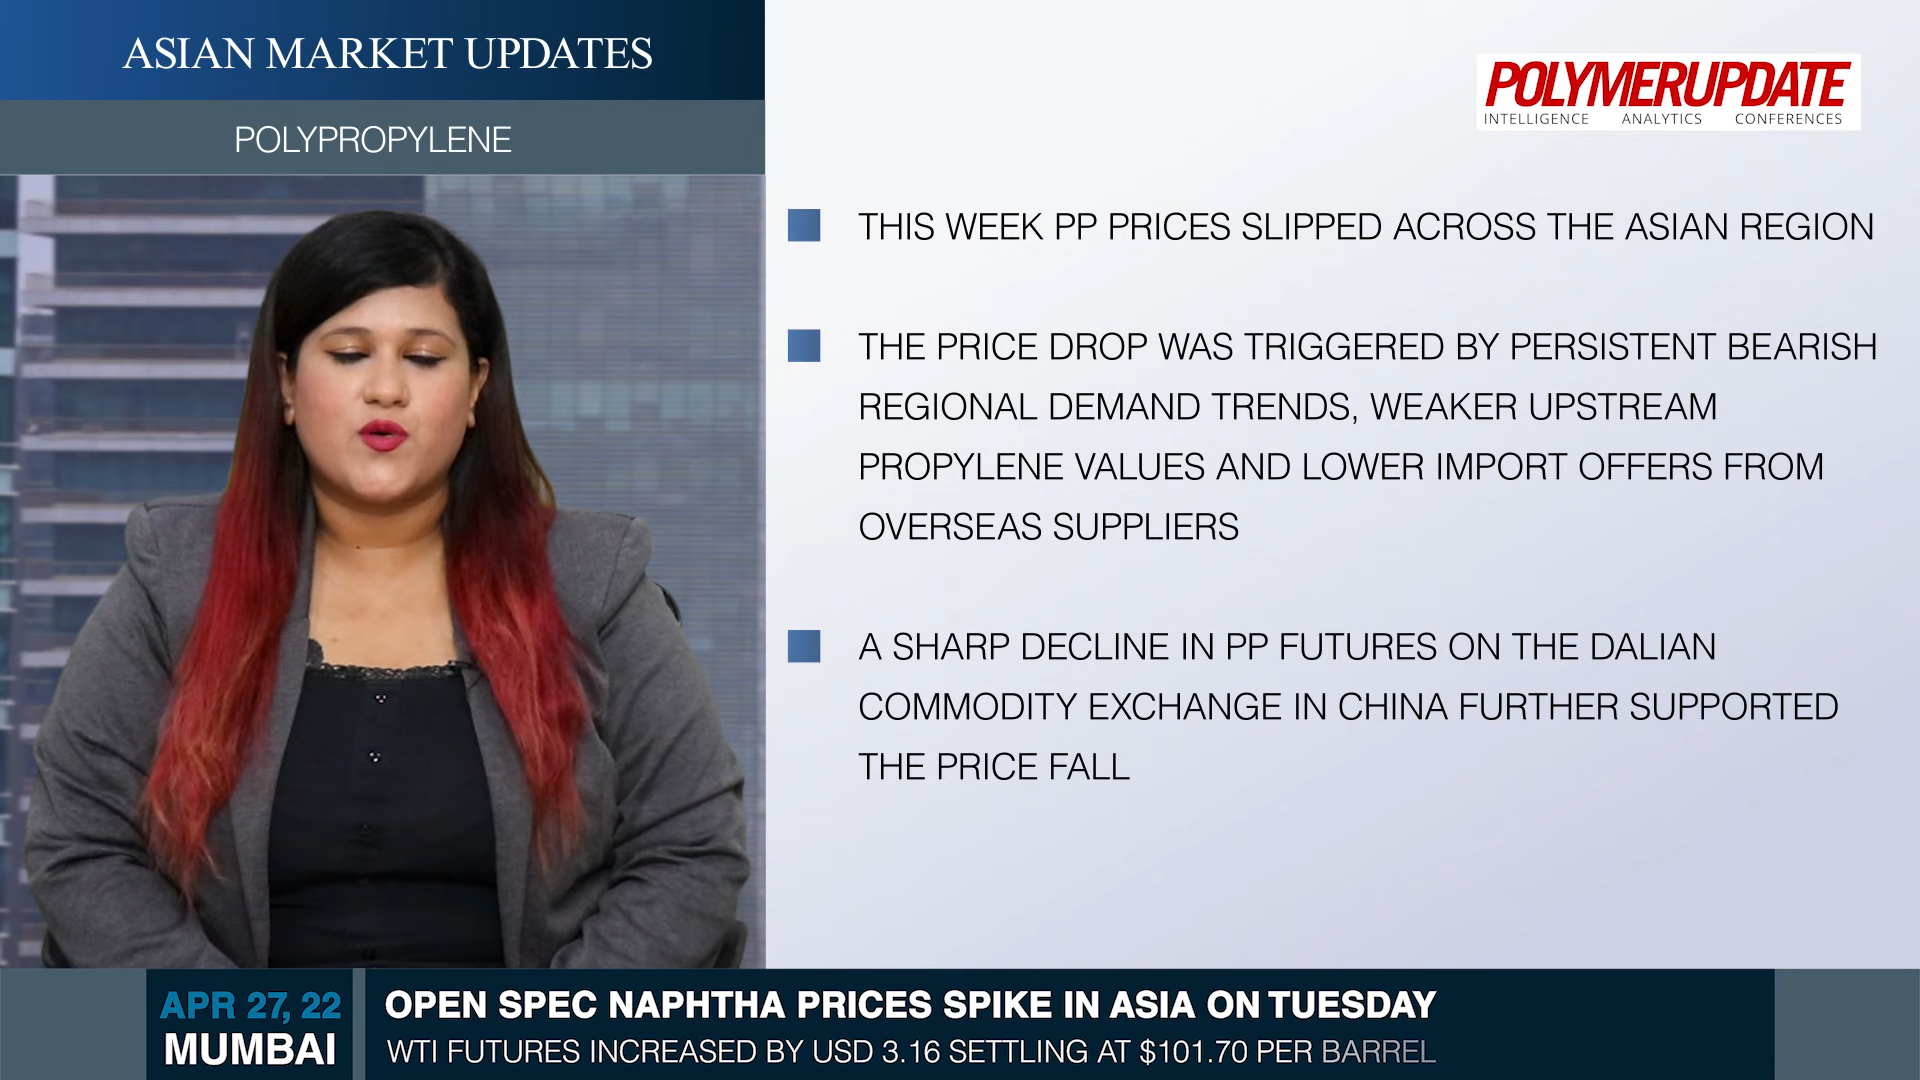 ASIAN MARKET UPDATES
POLYPROPYLENE
POLYMERUPDATE
INTELLIGENCE ANALYTICS CONFERENCES
THIS WEEK PP PRICES SLIPPED ACROSS THE ASIAN REGION
THE PRICE DROP WAS TRIGGERED BY PERSISTENT BEARISH
REGIONAL DEMAND TRENDS, WEAKER UPSTREAM
PROPYLENE VALUES AND LOWER IMPORT OFFERS FROM
OVERSEAS SUPPLIERS
A SHARP DECLINE IN PP FUTURES ON THE DALIAN
COMMODITY EXCHANGE IN CHINA FURTHER SUPPORTED
THE PRICE FALL
APR 27, 22
MUMBAI
OPEN SPEC NAPHTHA PRICES SPIKE IN ASIA ON TUESDAY
WTI FUTURES INCREASED BY USD 3.16 SETTLING AT $101.70 PER BARREL